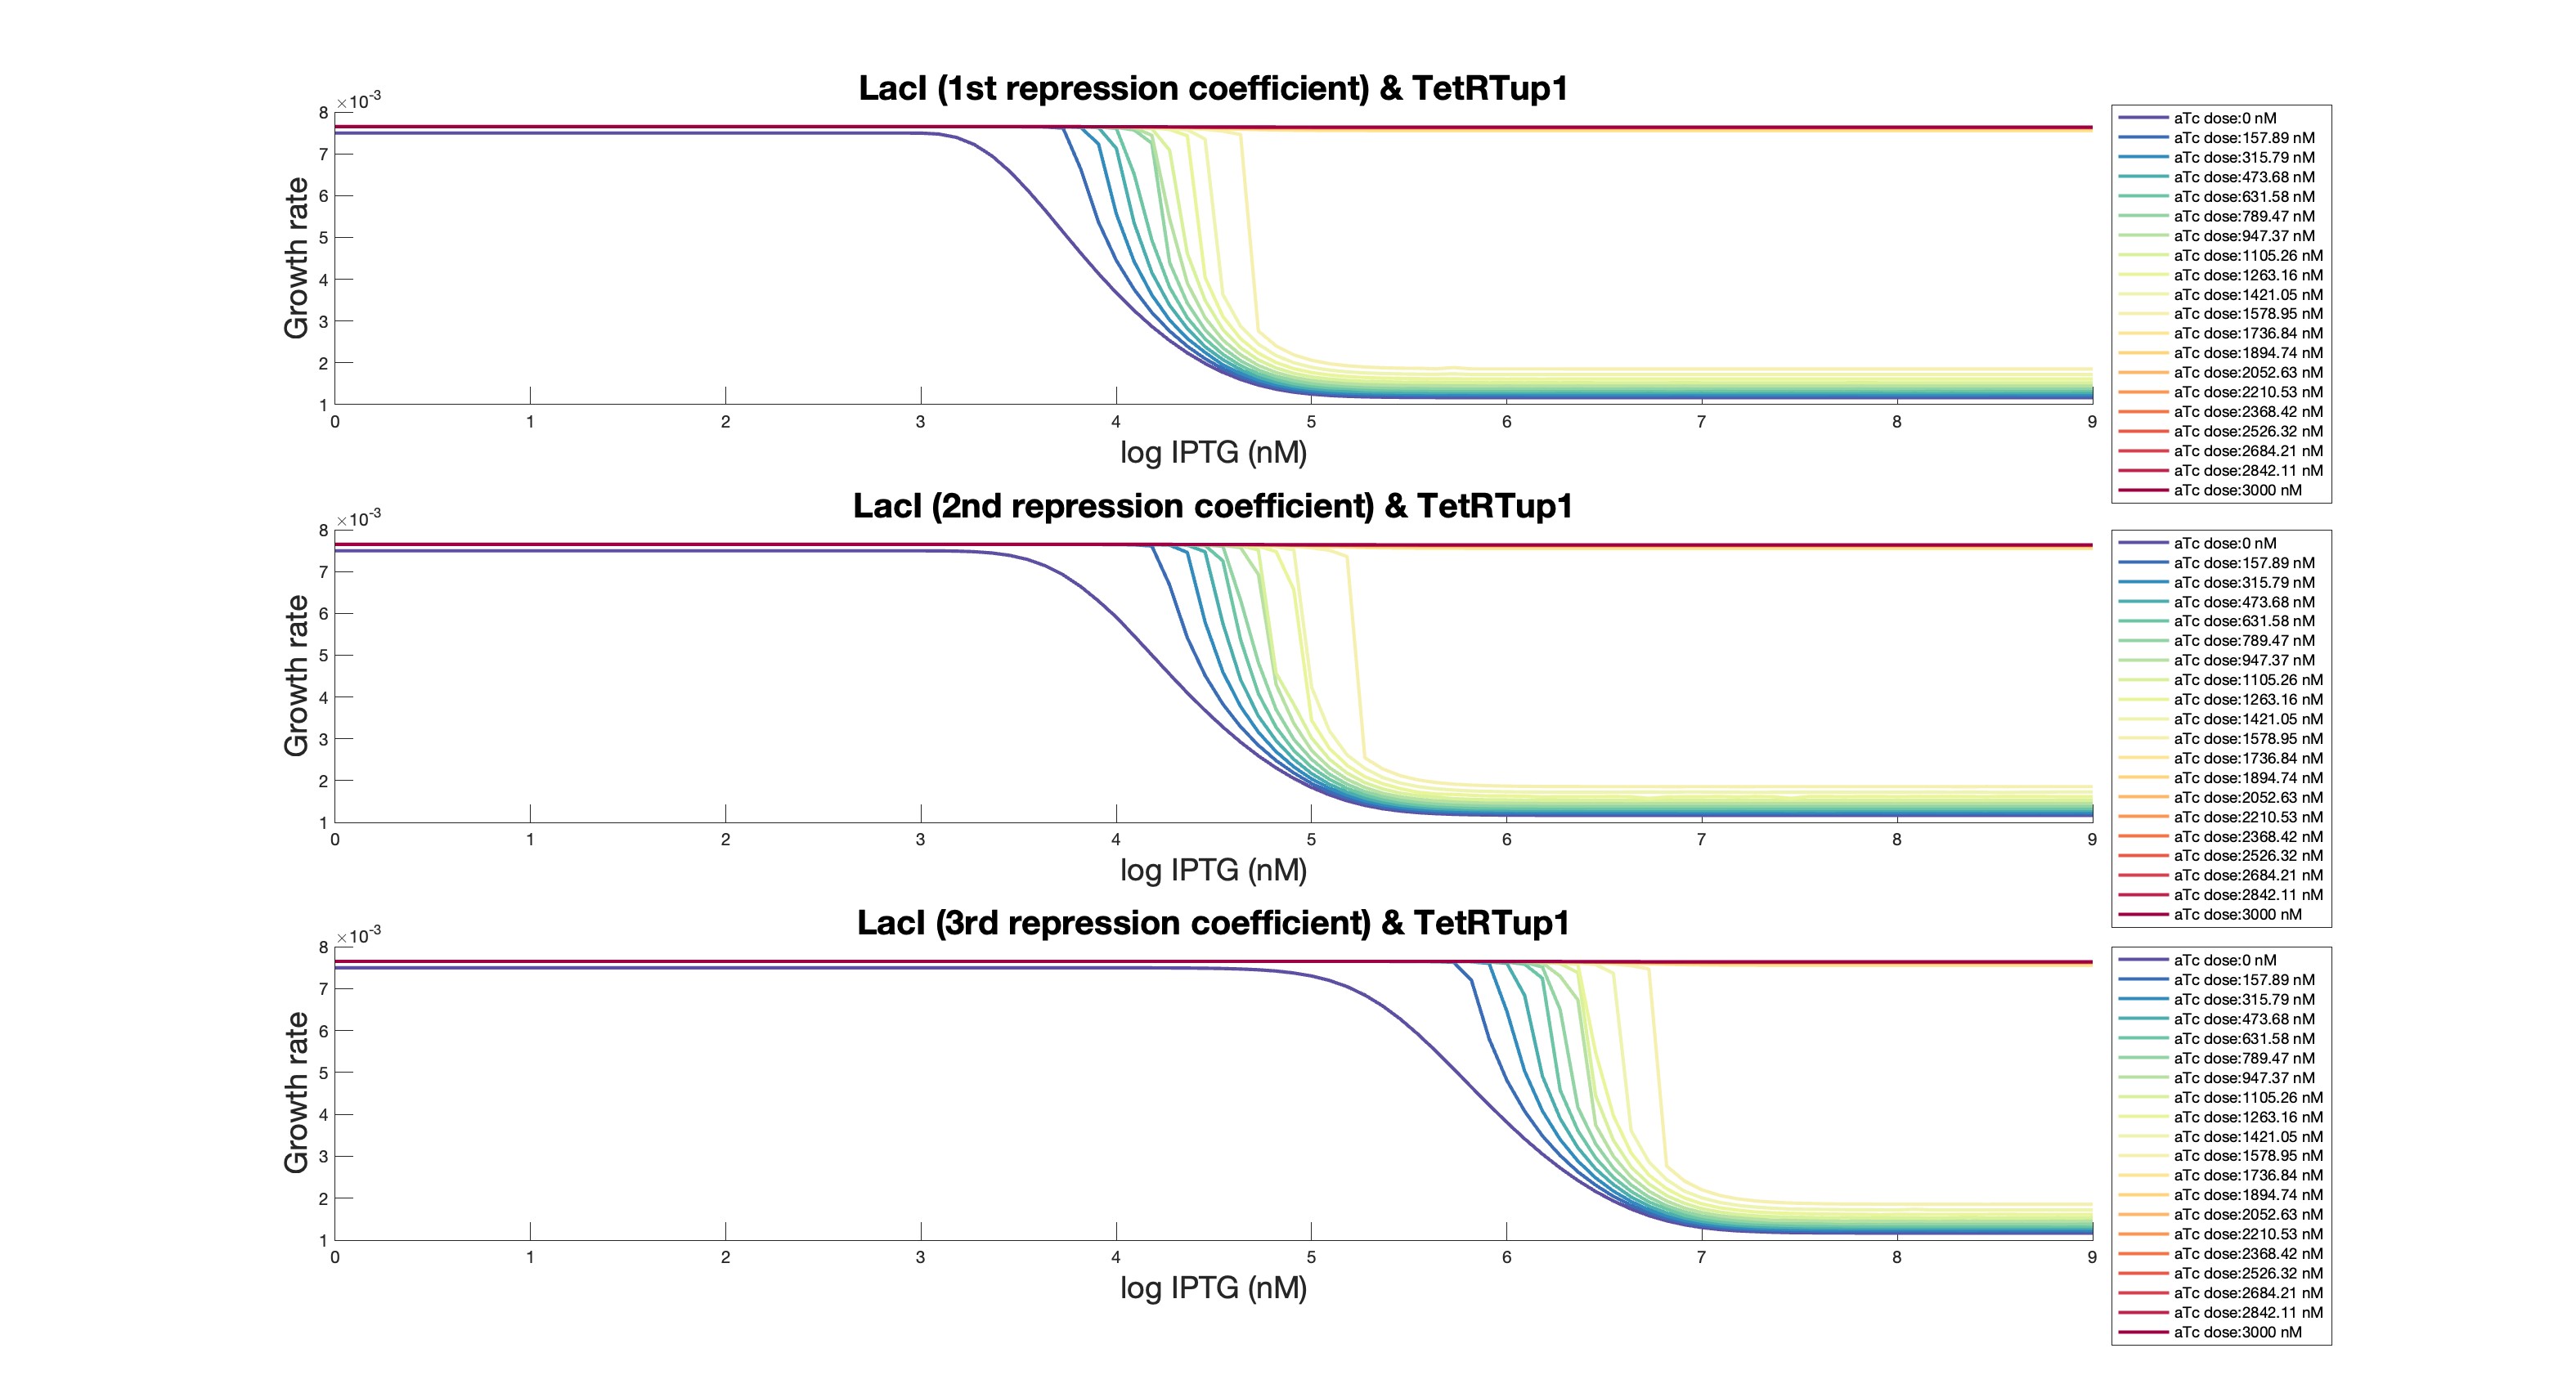 LacI (1st repression coefficient) & TetRTup1
×10-3
8
7
6
5
4
3
2
1
Growth rate
0 1 2 3 4 5 6 7 8 9
log IPTG (nM)
aTc dose:0 nM
aTc dose:157.89 nM
aTc dose:315.79 nM
aTc dose:473.68 nM
aTc dose:631.58 nM
aTc dose:789.47 nM
aTc dose:947.37 nM
aTc dose:1105.26 nM
aTc dose:1263.16 nM
aTc dose:1421.05 nM
aTc dose:1578.95 nM
aTc dose:1736.84 nM
aTc dose:1894.74 nM
aTc dose:2052.63 nM
aTc dose:2210.53 nM
aTc dose:2368.42 nM
aTc dose:2526.32 nM
aTc dose:2684.21 nM
aTc dose:2842.11 nM
aTc dose:3000 nM
LacI (2nd repression coefficient) & TetRTup1
×10-3
8
7
6
5
4
3
2
1
Growth rate
0 1 2 3 4 5 6 7 8 9
log IPTG (nM)
aTc dose:0 nM
aTc dose:157.89 nM
aTc dose:315.79 nM
aTc dose:473.68 nM
aTc dose:631.58 nM
aTc dose:789.47 nM
aTc dose:947.37 nM
aTc dose:1105.26 nM
aTc dose:1263.16 nM
aTc dose:1421.05 nM
aTc dose:1578.95 nM
aTc dose:1736.84 nM
aTc dose:1894.74 nM
aTc dose:2052.63 nM
aTc dose:2210.53 nM
aTc dose:2368.42 nM
aTc dose:2526.32 nM
aTc dose:2684.21 nM
aTc dose:2842.11 nM
aTc dose:3000 nM
LacI (3rd repression coefficient) & TetRTup1
×10-3
8
7
6
5
4
3
2
1
Growth rate
0 1 2 3 4 5 6 7 8 9
log IPTG (nM)
aTc dose:0 nM
aTc dose:157.89 nM
aTc dose:315.79 nM
aTc dose:473.68 nM
aTc dose:631.58 nM
aTc dose:789.47 nM
aTc dose:947.37 nM
aTc dose:1105.26 nM
aTc dose:1263.16 nM
aTc dose:1421.05 nM
aTc dose:1578.95 nM
aTc dose:1736.84 nM
aTc dose:1894.74 nM
aTc dose:2052.63 nM
aTc dose:2210.53 nM
aTc dose:2368.42 nM
aTc dose:2526.32 nM
aTc dose:2684.21 nM
aTc dose:2842.11 nM
aTc dose:3000 nM